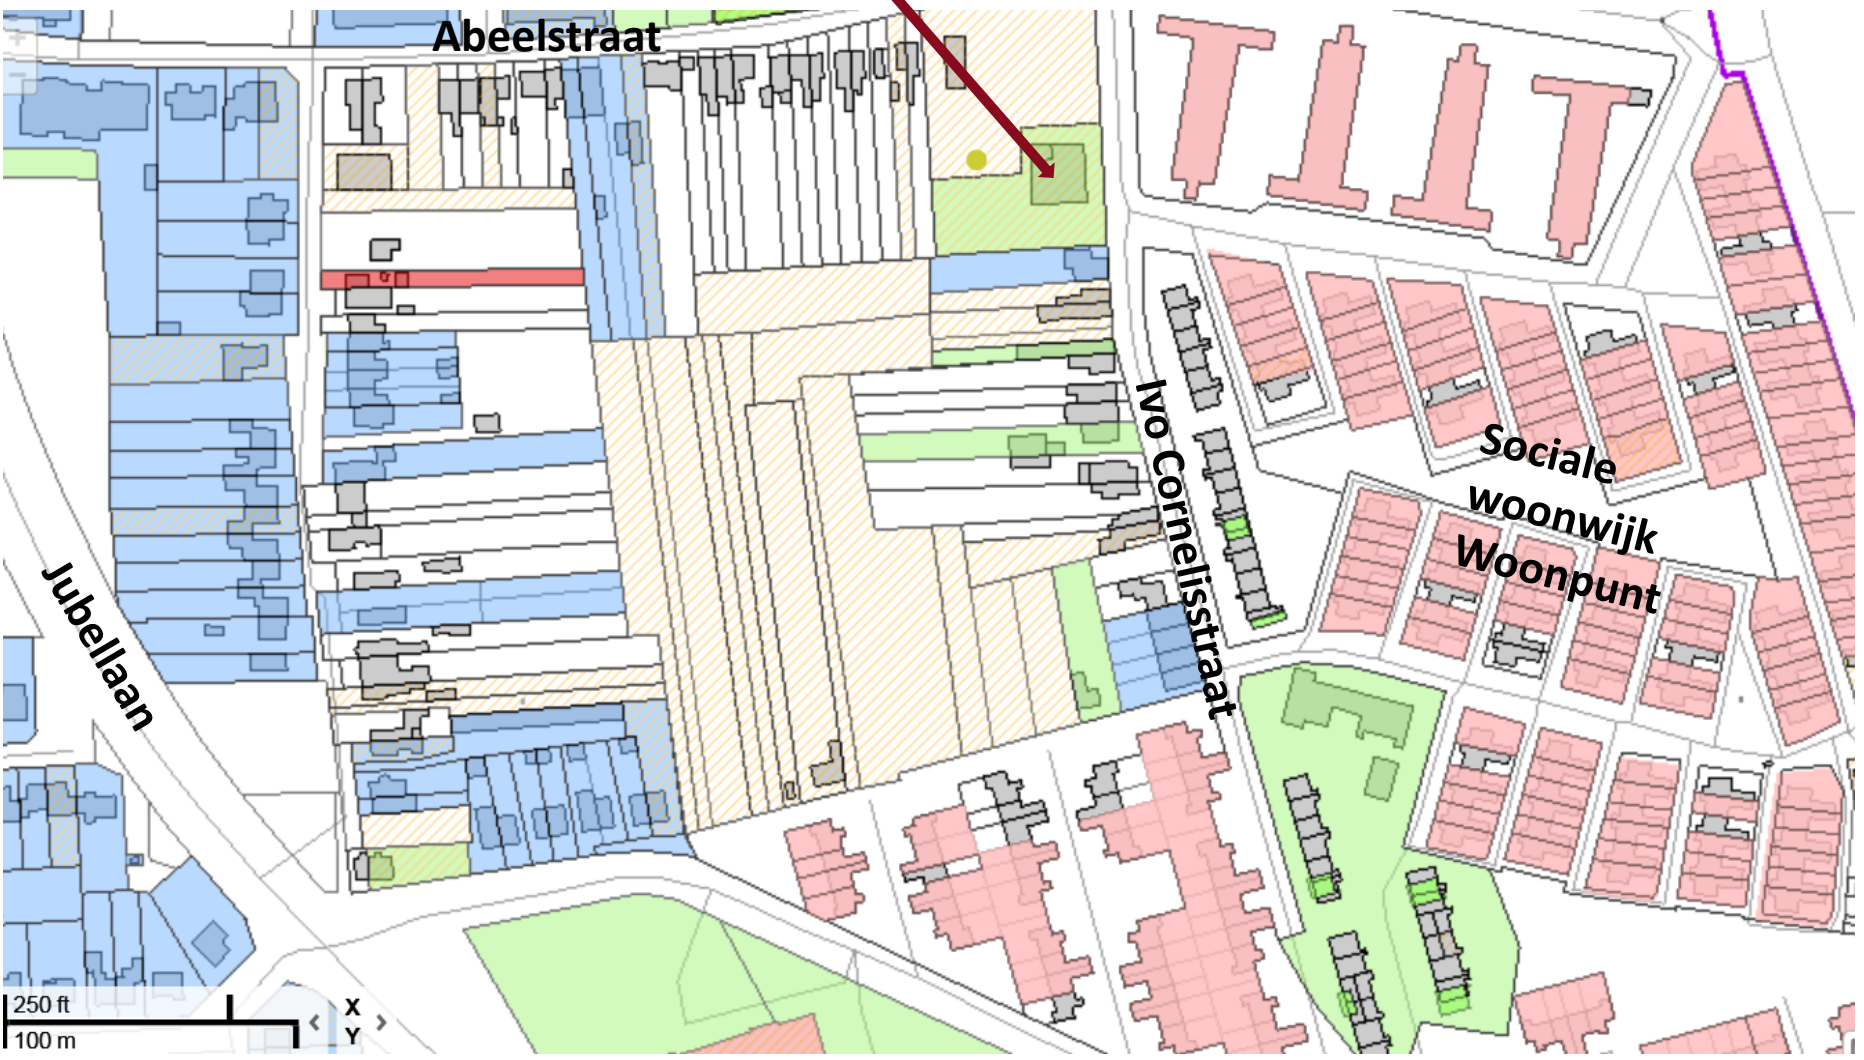 Abeelstraat
Ivo Cornelisstraat
Sociale
woonwijk
Woonpunt
Jubellaan
250 ft
100 m
X
Y